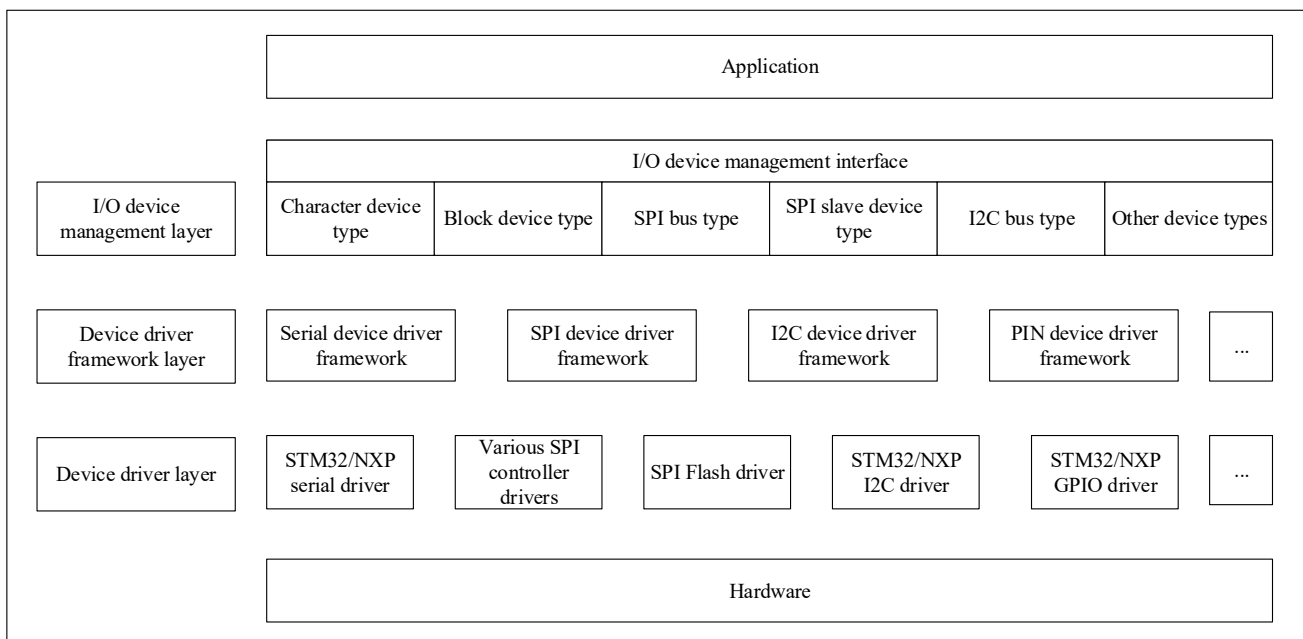 Application
I/O device management interface
I/O device
management layer
Character device
type
Block device type
SPI bus type
SPI slave device
type
I2C bus type
Other device types
Device driver
framework layer
Serial device driver
framework
SPI device driver
framework
I2C device driver
framework
PIN device driver
framework
...
Device driver layer
STM32/NXP
serial driver
Various SPI
controller
drivers
SPI Flash driver
STM32/NXP
I2C driver
STM32/NXP
GPIO driver
...
Hardware